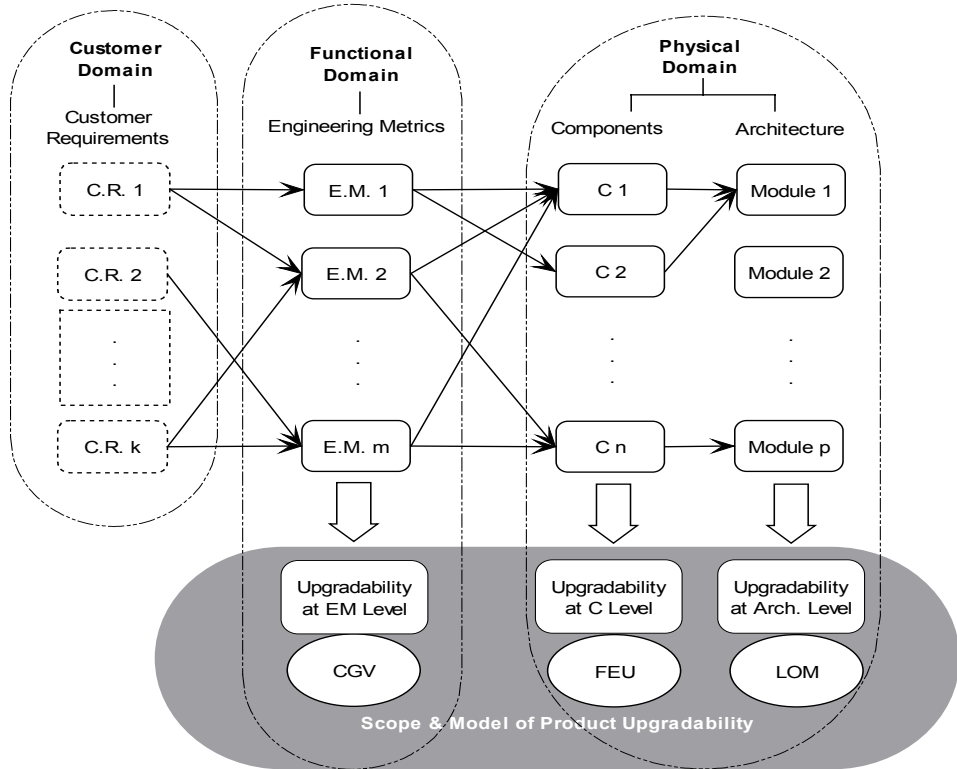 Customer
Domain
Functional
Domain
Physical
Domain
Customer
Requirements
Engineering Metrics
Components
Architecture
C.R. 1
E.M. 1
C 1
Module 1
C.R. 2
E.M. 2
C 2
Module 2
.
.
.
.
.
.
.
.
.
.
.
.
C.R. k
E.M. m
C n
Module p
Upgradability
at EM Level
Upgradability
at C Level
Upgradability
at Arch. Level
CGV
FEU
LOM
Scope & Model of Product Upgradability